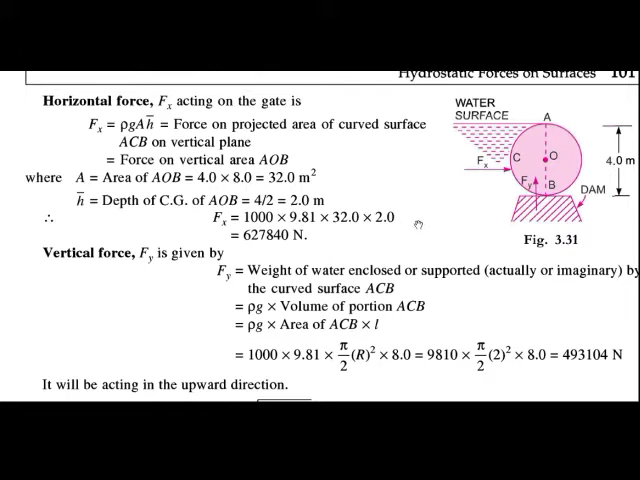 Hydrostatic Forces on Surfaces 101
Horizontal force, Fx acting on the gate is
Fx = ρgAh̄ = Force on projected area of curved surface
ACB on vertical plane
= Force on vertical area AOB
where A = Area of AOB = 4.0 × 8.0 = 32.0 m²
h̄ = Depth of C.G. of AOB = 4/2 = 2.0 m
∴ Fx = 1000 × 9.81 × 32.0 × 2.0
= 627840 N.
WATER
SURFACE
A
Fx
C
O
4.0 m
Fy
B
DAM
Fig. 3.31
Vertical force, Fy is given by
Fy = Weight of water enclosed or supported (actually or imaginary) by
the curved surface ACB
= ρg × Volume of portion ACB
= ρg × Area of ACB × l
= 1000 × 9.81 × π/2 (R)² × 8.0 = 9810 × π/2 (2)² × 8.0 = 493104 N
It will be acting in the upward direction.